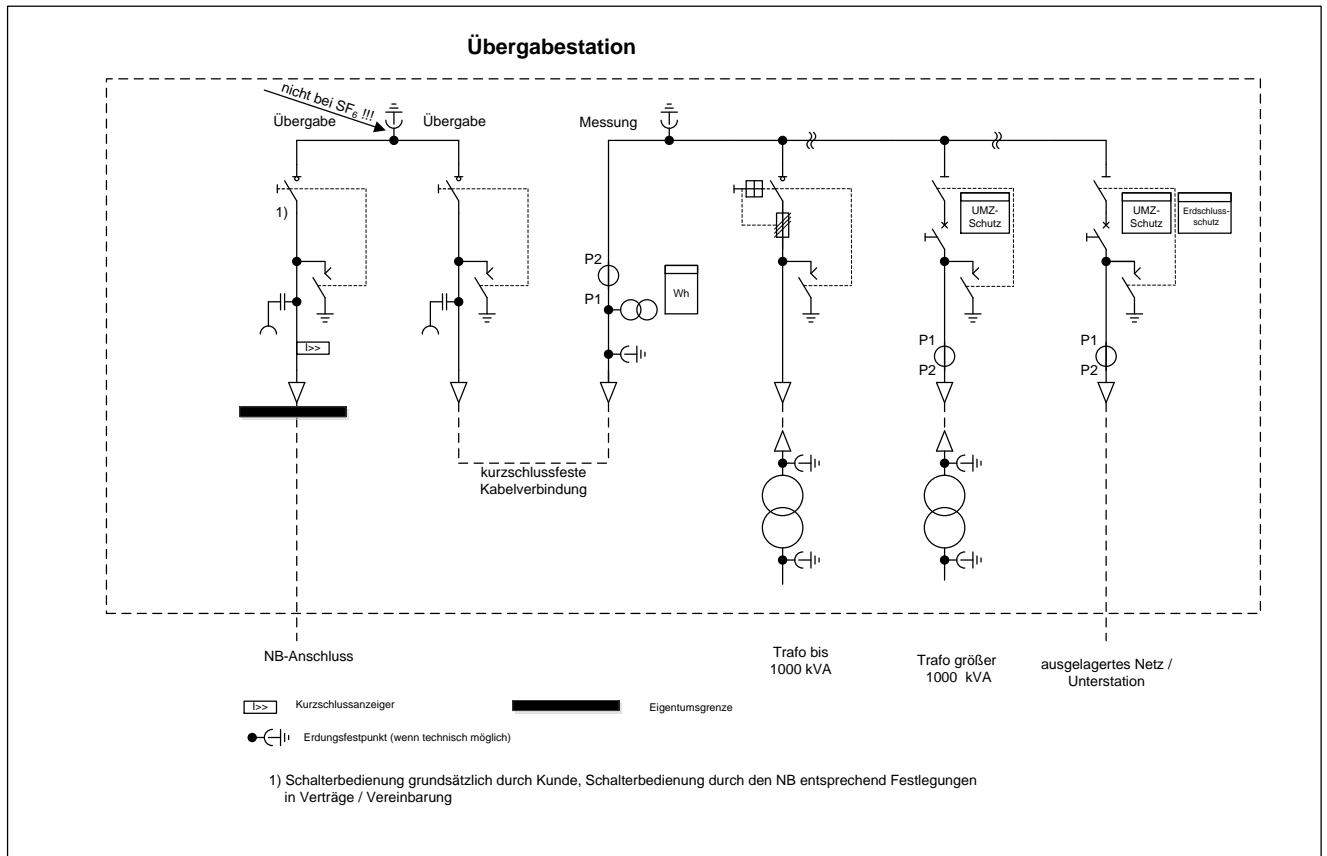 Übergabestation
nicht bei SF6 !!!
Übergabe
Übergabe
Messung
1)
P2
P1
Wh
I>>
UMZ-
Schutz
UMZ-
Schutz
Erdschluss-
schutz
P1
P2
P1
P2
kurzschlussfeste
Kabelverbindung
NB-Anschluss
Trafo bis
1000 kVA
Trafo größer
1000 kVA
ausgelagertes Netz /
Unterstation
I>>
Kurzschlussanzeiger
Eigentumsgrenze
Erdungsfestpunkt (wenn technisch möglich)
1) Schalterbedienung grundsätzlich durch Kunde, Schalterbedienung durch den NB entsprechend Festlegungen
in Verträge / Vereinbarung